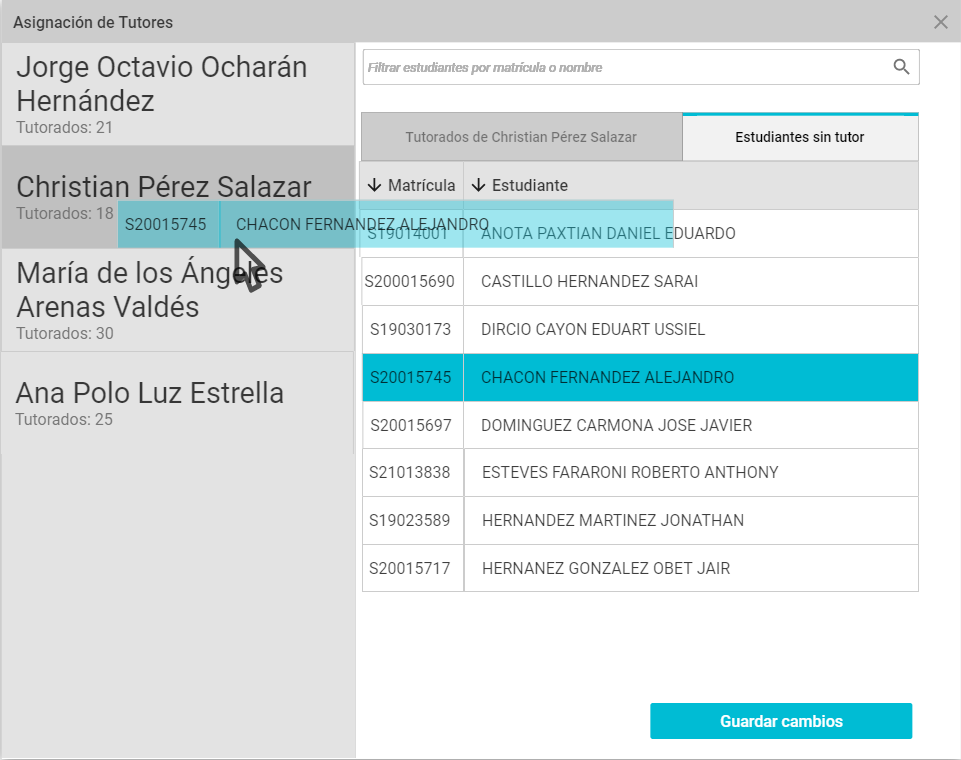 Asignación de Tutores
Jorge Octavio Ocharán
Hernández
Tutorados: 21
Christian Pérez Salazar
Tutorados: 18
S20015745 CHACON FERNANDEZ ALEJANDRO
María de los Ángeles
Arenas Valdés
Tutorados: 30
Ana Polo Luz Estrella
Tutorados: 25
Filtrar estudiantes por matrícula o nombre
Tutorados de Christian Pérez Salazar Estudiantes sin tutor
Matrícula Estudiante
S19014001 ANOTA PAXTIAN DANIEL EDUARDO
S200015690 CASTILLO HERNANDEZ SARAI
S19030173 DIRCIO CAYON EDUART USSIEL
S20015745 CHACON FERNANDEZ ALEJANDRO
S20015697 DOMINGUEZ CARMONA JOSE JAVIER
S21013838 ESTEVES FARARONI ROBERTO ANTHONY
S19023589 HERNANDEZ MARTINEZ JONATHAN
S20015717 HERNANEZ GONZALEZ OBET JAIR
Guardar cambios